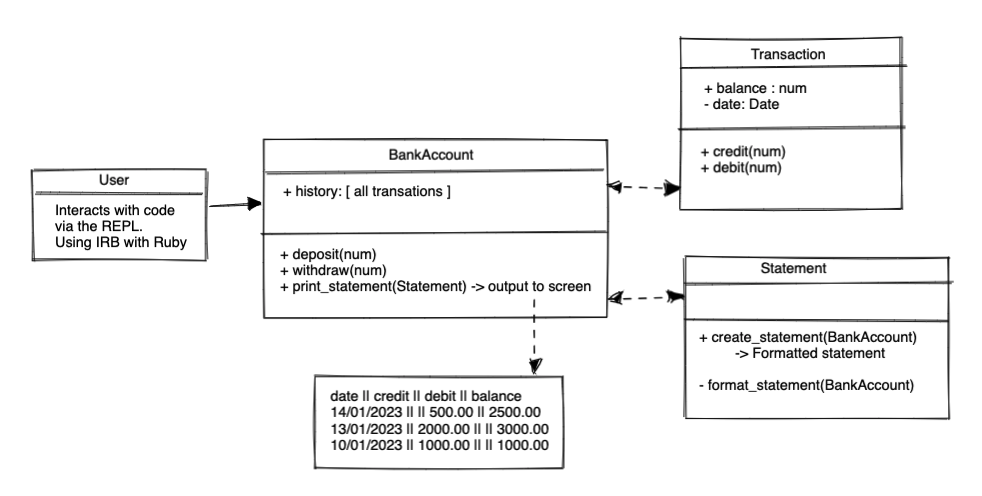 User
Interacts with code
via the REPL.
Using IRB with Ruby
BankAccount
+ history: [ all transations ]
+ deposit(num)
+ withdraw(num)
+ print_statement(Statement) -> output to screen
Transaction
+ balance : num
- date: Date
+ credit(num)
+ debit(num)
Statement
+ create_statement(BankAccount)
-> Formatted statement
- format_statement(BankAccount)
date || credit || debit || balance
14/01/2023 || || 500.00 || 2500.00
13/01/2023 || 2000.00 || || 3000.00
10/01/2023 || 1000.00 || || 1000.00